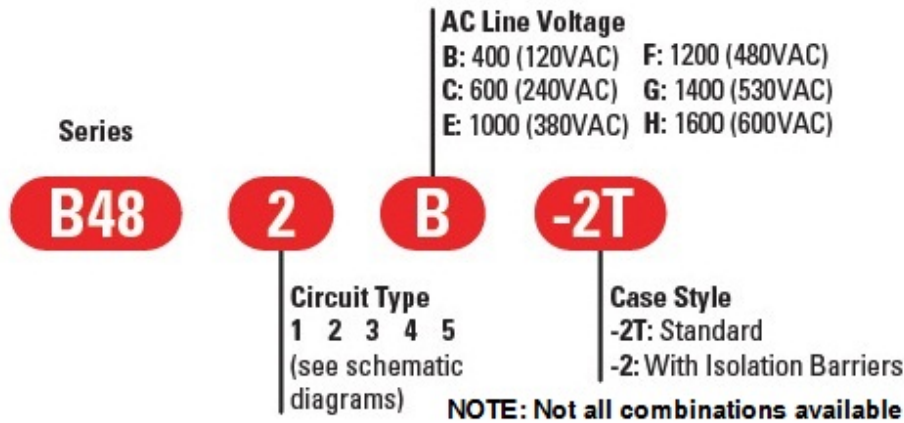 AC Line Voltage
B: 400 (120VAC) F: 1200 (480VAC)
C: 600 (240VAC) G: 1400 (530VAC)
E: 1000 (380VAC) H: 1600 (600VAC)
Series
B48 2 B -2T
Circuit Type
1 2 3 4 5
(see schematic
diagrams)
Case Style
-2T: Standard
-2: With Isolation Barriers
NOTE: Not all combinations available